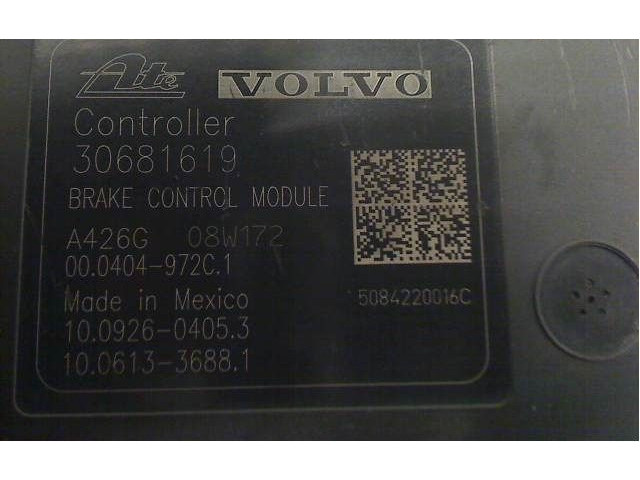 Ate VOLVO
Controller
30681619
BRAKE CONTROL MODULE
A426G 08W172
00.0404-972C.1
Made in Mexico
5084220016C
10.0926-0405.3
10.0613-3688.1